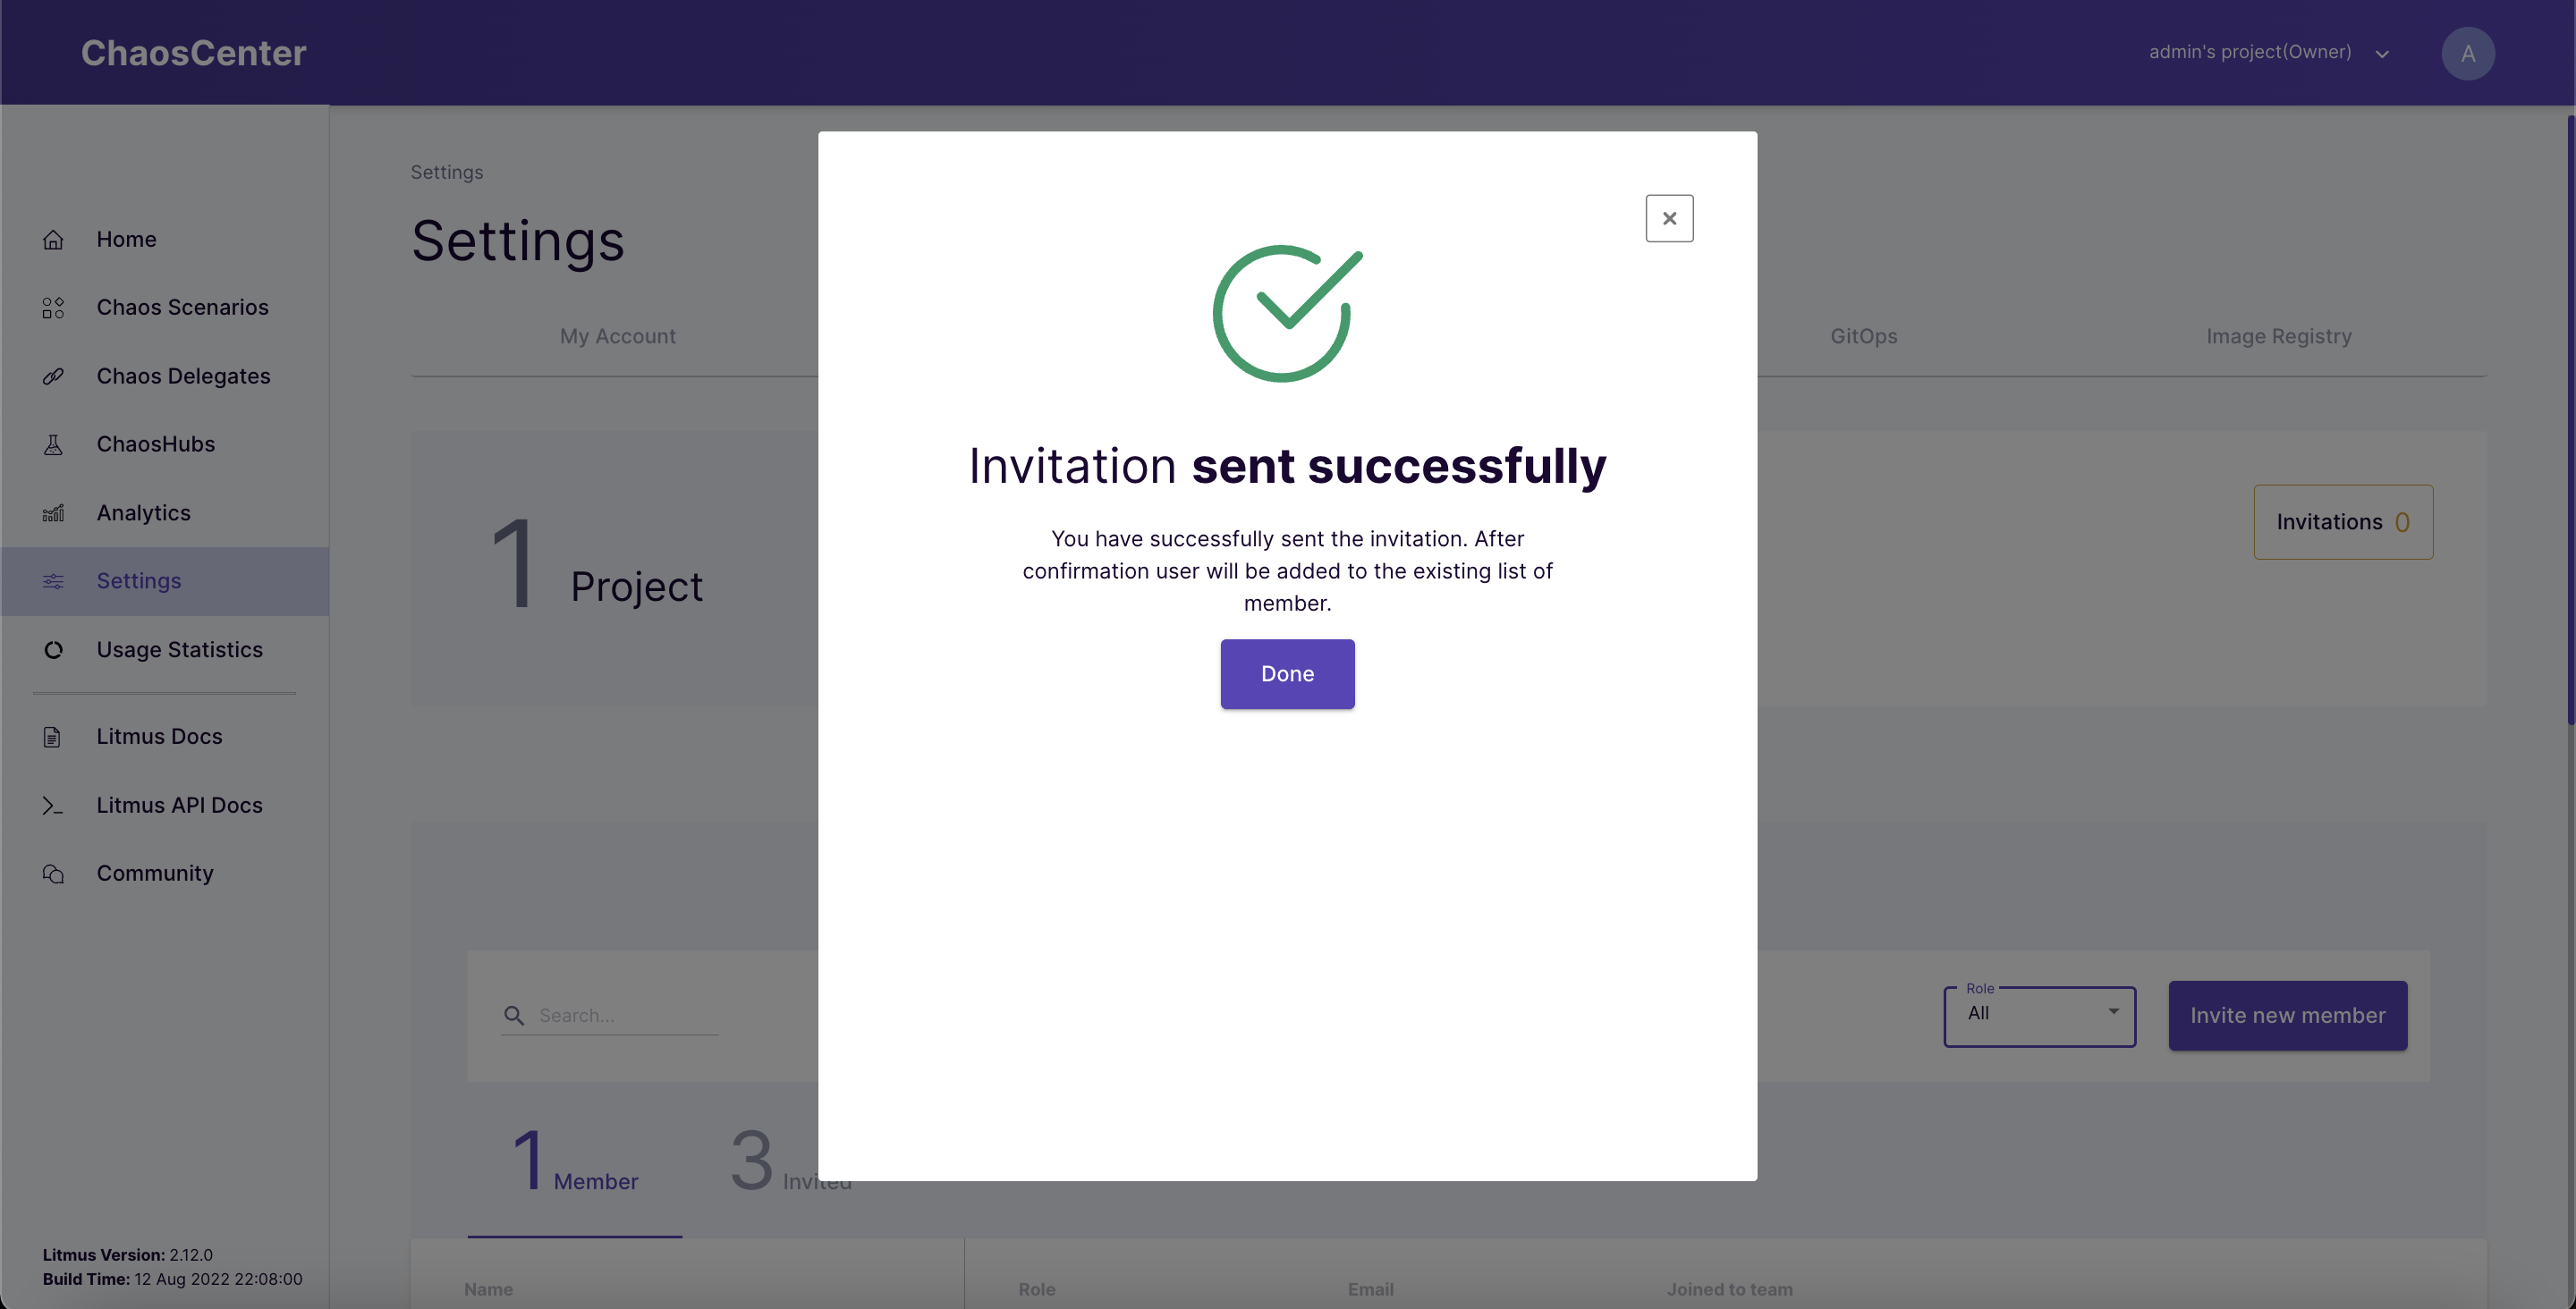 ChaosCenter
admin's project(Owner)
A
Home
Chaos Scenarios
Chaos Delegates
ChaosHubs
Analytics
Settings
Usage Statistics
Litmus Docs
Litmus API Docs
Community
Litmus Version: 2.12.0
Build Time: 12 Aug 2022 22:08:00
Settings
Settings
My Account
GitOps
Image Registry
1 Project
Invitations 0
Invitation sent successfully
You have successfully sent the invitation. After
confirmation user will be added to the existing list of
member.
Done
Search...
Role
All
Invite new member
1 Member
3 Invited
Name
Role
Email
Joined to team